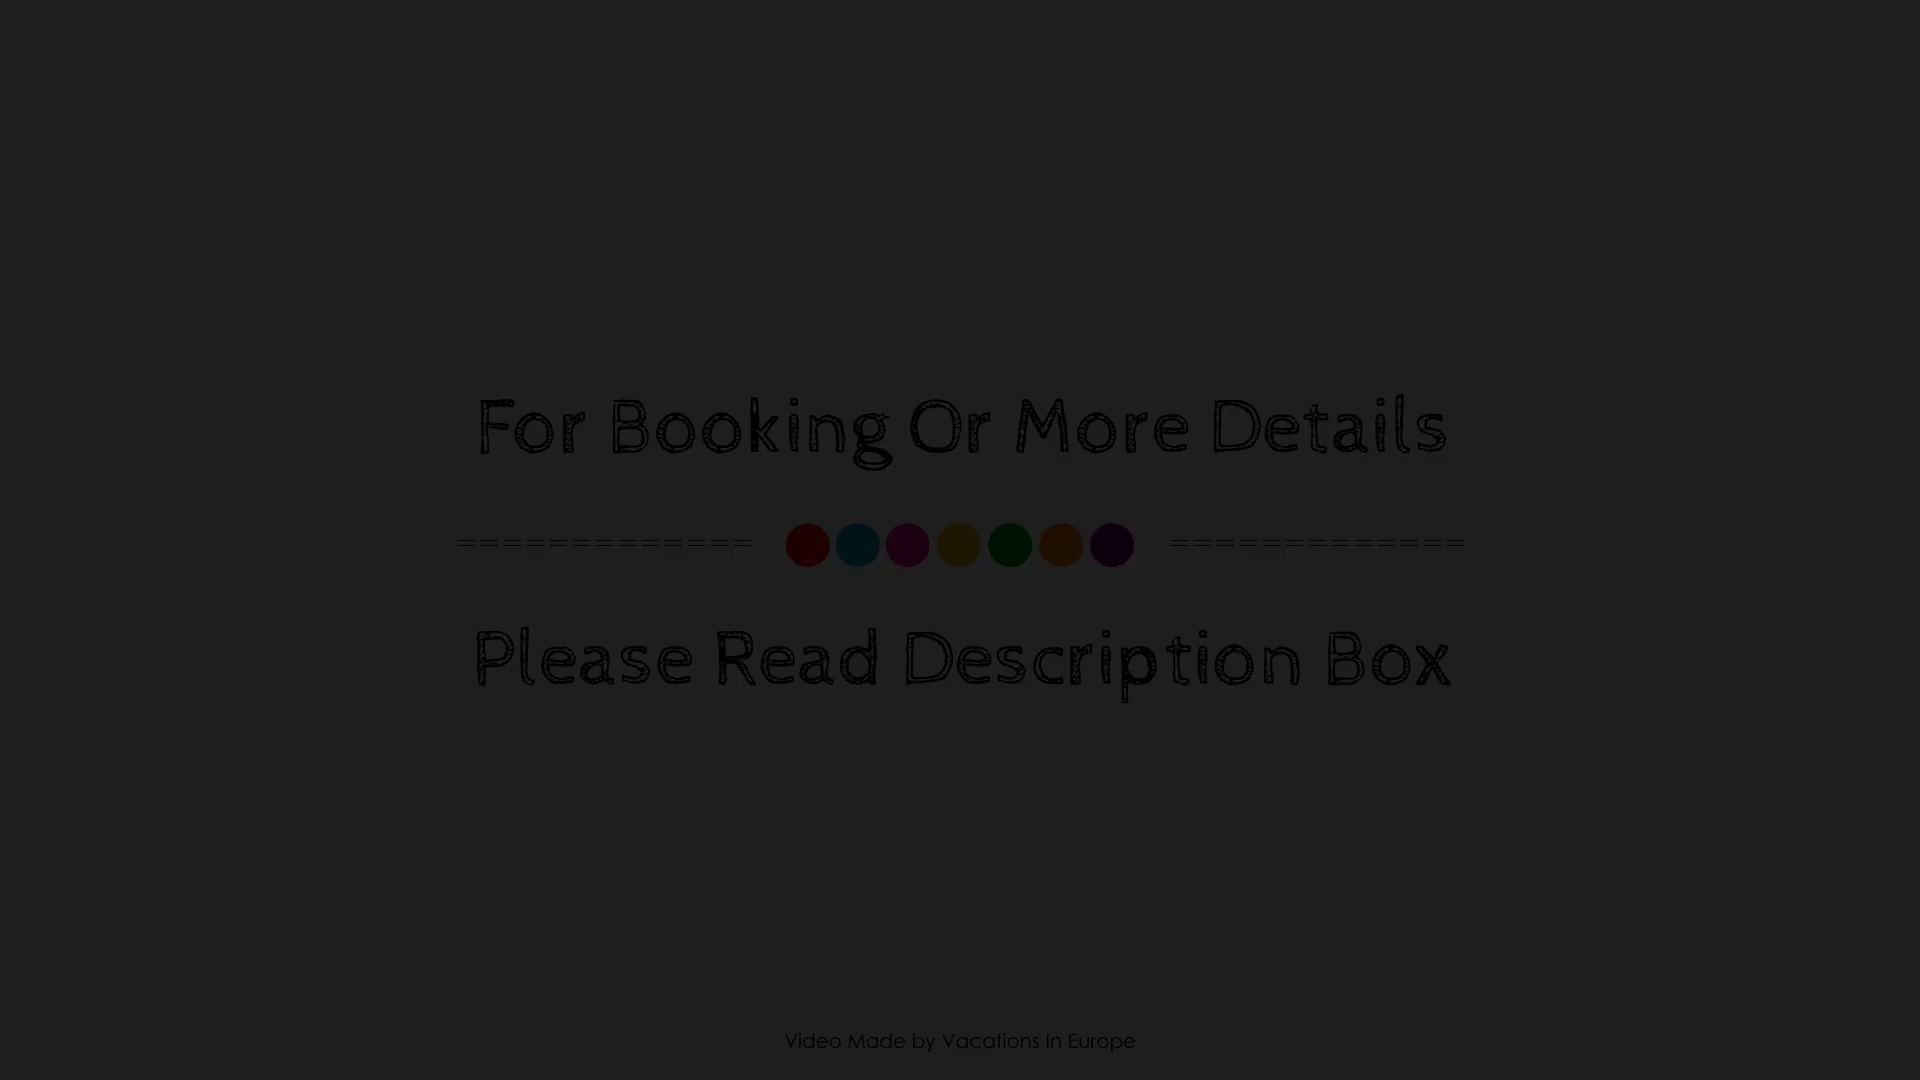 For Booking Or More Details
============= =============
Please Read Description Box
Video Made by Vacations In Europe